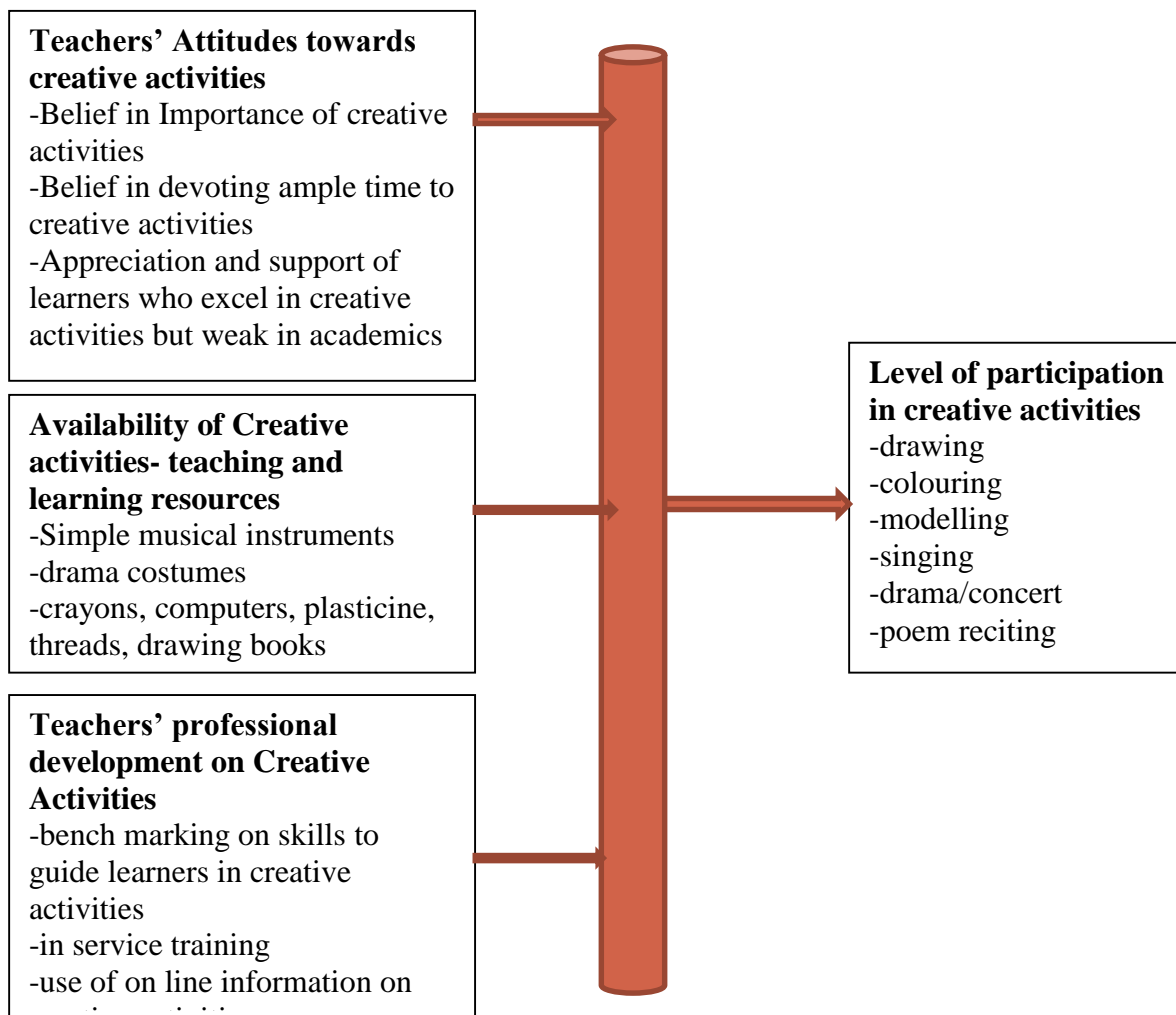 Teachers’ Attitudes towards
creative activities
-Belief in Importance of creative
activities
-Belief in devoting ample time to
creative activities
-Appreciation and support of
learners who excel in creative
activities but weak in academics
Availability of Creative
activities- teaching and
learning resources
-Simple musical instruments
-drama costumes
-crayons, computers, plasticine,
threads, drawing books
Teachers’ professional
development on Creative
Activities
-bench marking on skills to
guide learners in creative
activities
-in service training
-use of on line information on
Level of participation
in creative activities
-drawing
-colouring
-modelling
-singing
-drama/concert
-poem reciting